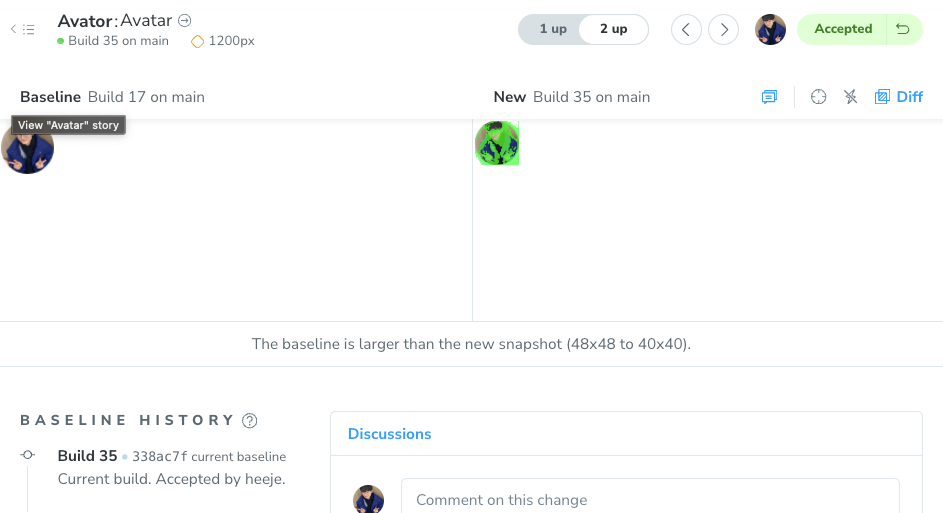 Avator: Avatar
Build 35 on main 1200px
1 up 2 up
Accepted
Baseline Build 17 on main
New Build 35 on main
Diff
View "Avatar" story
The baseline is larger than the new snapshot (48x48 to 40x40).
BASELINE HISTORY ?
Build 35 338ac7f current baseline
Current build. Accepted by heeje.
Discussions
Comment on this change